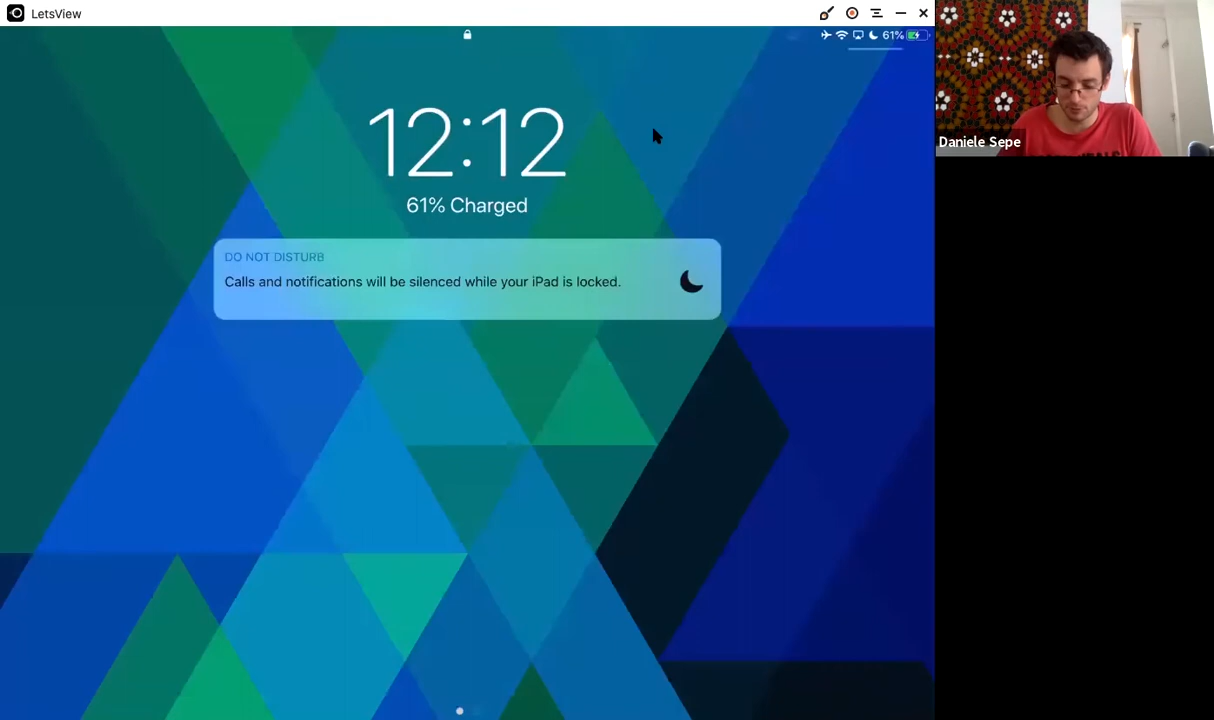 LetsView
61%
12:12
61% Charged
DO NOT DISTURB
Calls and notifications will be silenced while your iPad is locked.
Daniele Sepe